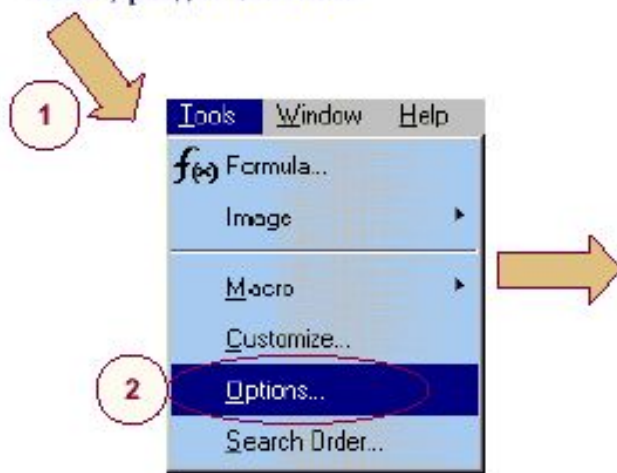 1
Tools Window Help
f(x) Formula...
Image
Macro
Customize...
2 Options...
Search Order...